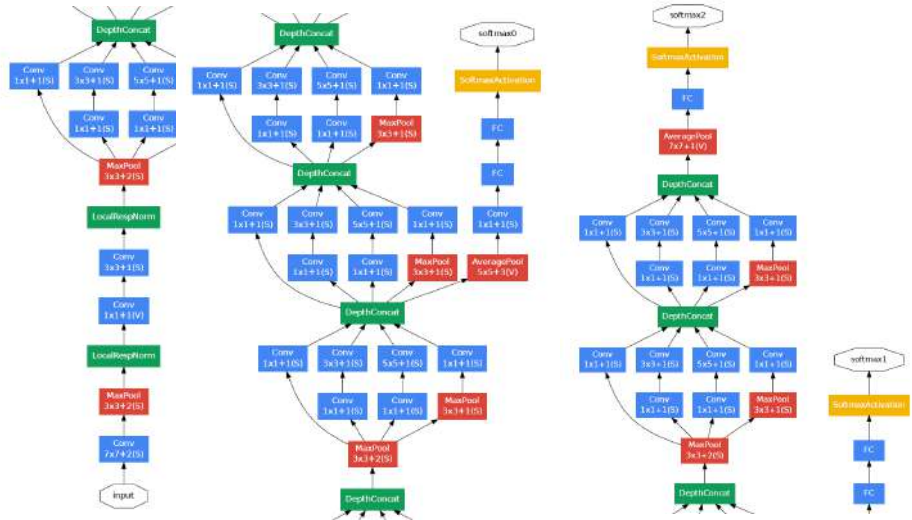 DepthConcat
Conv Conv Conv
1x1+1(S) 3x3+1(S) 5x5+1(S)
Conv Conv
1x1+1(S) 1x1+1(S)
MaxPool
3x3+2(S)
LocalRespNorm
Conv
3x3+1(S)
Conv
1x1+1(V)
LocalRespNorm
MaxPool
3x3+2(S)
Conv
7x7+2(S)
input
DepthConcat
Conv Conv Conv Conv
1x1+1(S) 3x3+1(S) 5x5+1(S) 1x1+1(S)
Conv Conv MaxPool
1x1+1(S) 1x1+1(S) 3x3+1(S)
DepthConcat
Conv Conv Conv Conv
1x1+1(S) 3x3+1(S) 5x5+1(S) 1x1+1(S)
Conv Conv MaxPool
1x1+1(S) 1x1+1(S) 3x3+1(S)
DepthConcat
Conv Conv Conv Conv
1x1+1(S) 3x3+1(S) 5x5+1(S) 1x1+1(S)
Conv Conv MaxPool
1x1+1(S) 1x1+1(S) 3x3+1(S)
MaxPool
3x3+2(S)
DepthConcat
softmax0
SoftmaxActivation
FC
FC
Conv
1x1+1(S)
AveragePool
5x5+3(V)
softmax2
SoftmaxActivation
FC
AveragePool
7x7+1(V)
DepthConcat
Conv Conv Conv Conv
1x1+1(S) 3x3+1(S) 5x5+1(S) 1x1+1(S)
Conv Conv MaxPool
1x1+1(S) 1x1+1(S) 3x3+1(S)
DepthConcat
Conv Conv Conv Conv
1x1+1(S) 3x3+1(S) 5x5+1(S) 1x1+1(S)
Conv Conv MaxPool
1x1+1(S) 1x1+1(S) 3x3+1(S)
MaxPool
3x3+2(S)
DepthConcat
softmax1
SoftmaxActivation
FC
FC